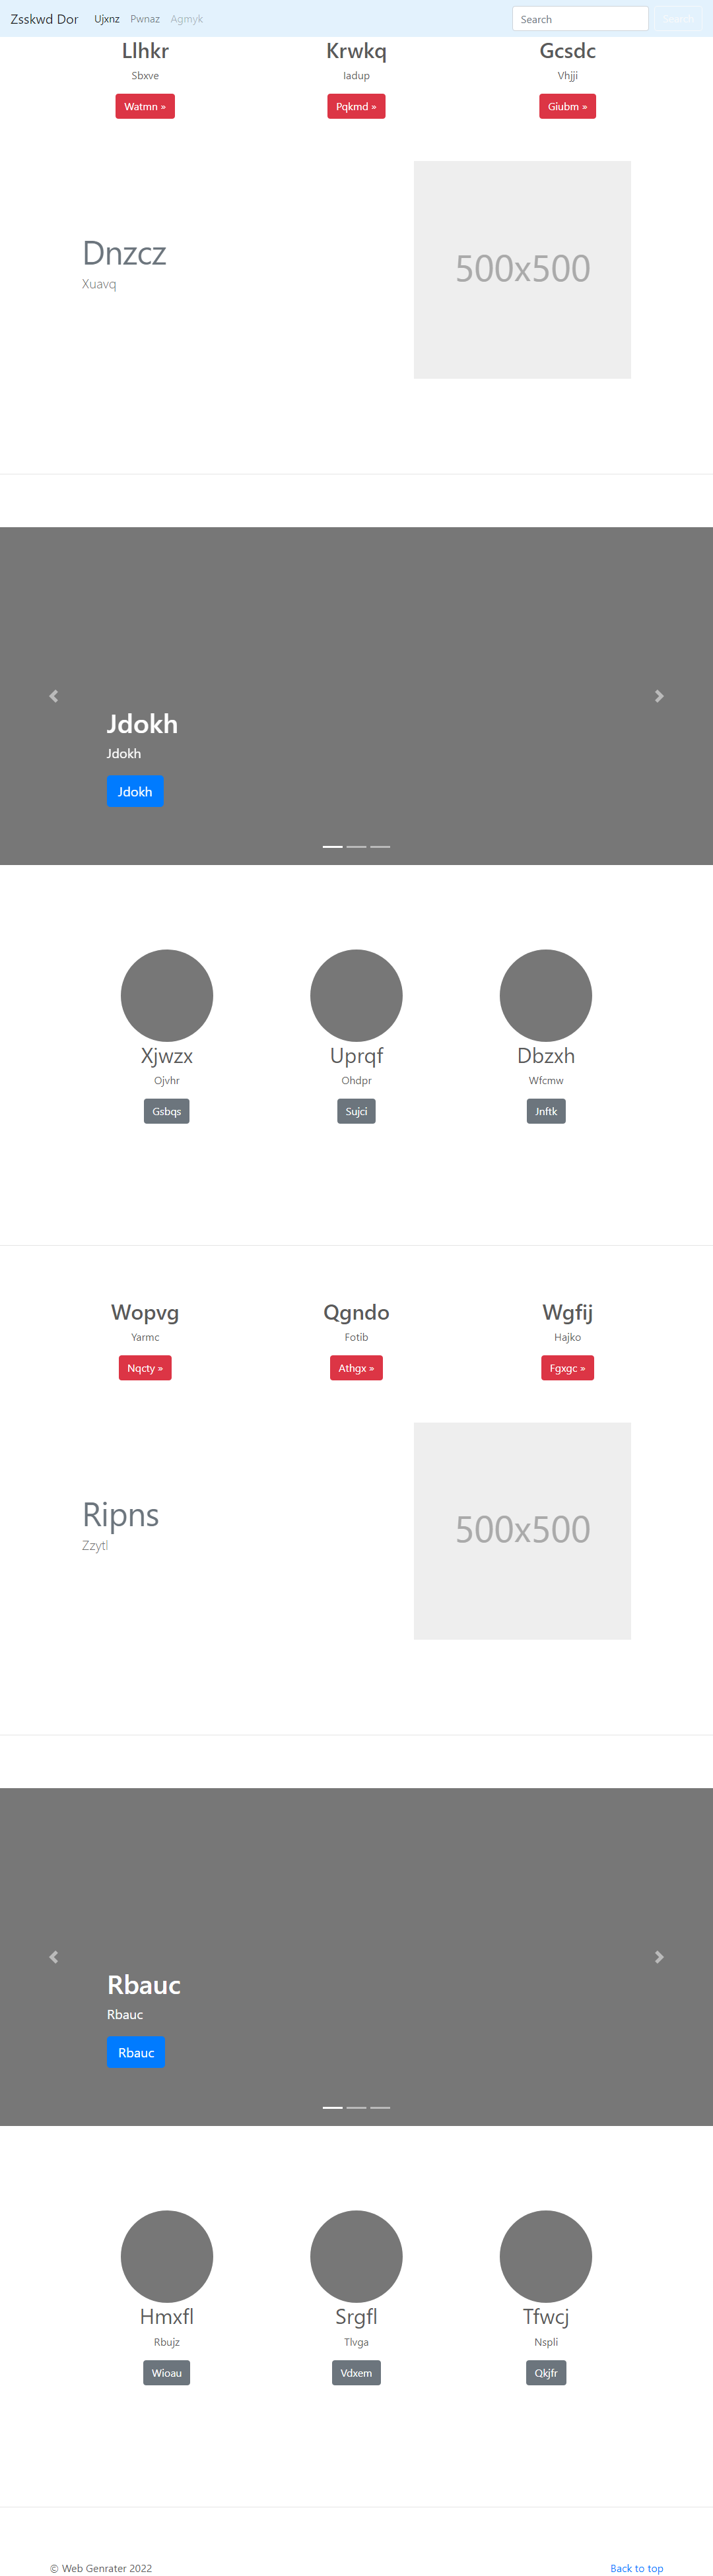 Zsskwd Dor Ujxnz Pwnaz Agmyk Search Search
Llhkr Krwkq Gcsdc
Sbxve Iadup Vhjji
Watmn » Pqkmd » Giubm »
Dnzcz
Xuavq
500x500
Jdokh
Jdokh
Jdokh
Xjwzx Uprqf Dbzxh
Ojvhr Ohdpr Wfcmw
Gsbqs Sujci Jnftk
Wopvg Qgndo Wgfij
Yarmc Fotib Hajko
Nqcty » Athgx » Fgxgc »
Ripns
Zzytl
500x500
Rbauc
Rbauc
Rbauc
Hmxfl Srgfl Tfwcj
Rbujz Tlvga Nspli
Wioau Vdxem Qkjfr
© Web Genrater 2022 Back to top